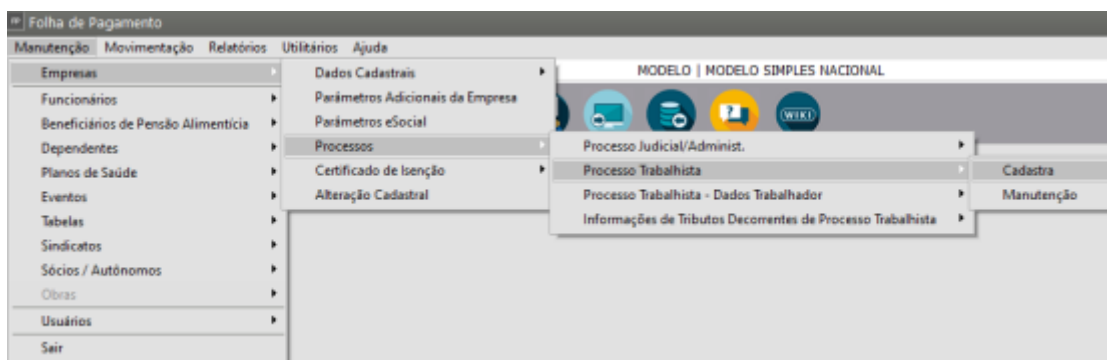 FP Folha de Pagamento
Manutenção Movimentação Relatórios Utilitários Ajuda
MODELO | MODELO SIMPLES NACIONAL
WIKI
Empresas
Funcionários
Beneficiários de Pensão Alimentícia
Dependentes
Planos de Saúde
Eventos
Tabelas
Sindicatos
Sócios / Autônomos
Obras
Usuários
Sair
Dados Cadastrais
Parâmetros Adicionais da Empresa
Parâmetros eSocial
Processos
Certificado de Isenção
Alteração Cadastral
Processo Judicial/Administ.
Processo Trabalhista
Processo Trabalhista - Dados Trabalhador
Informações de Tributos Decorrentes de Processo Trabalhista
Cadastra
Manutenção